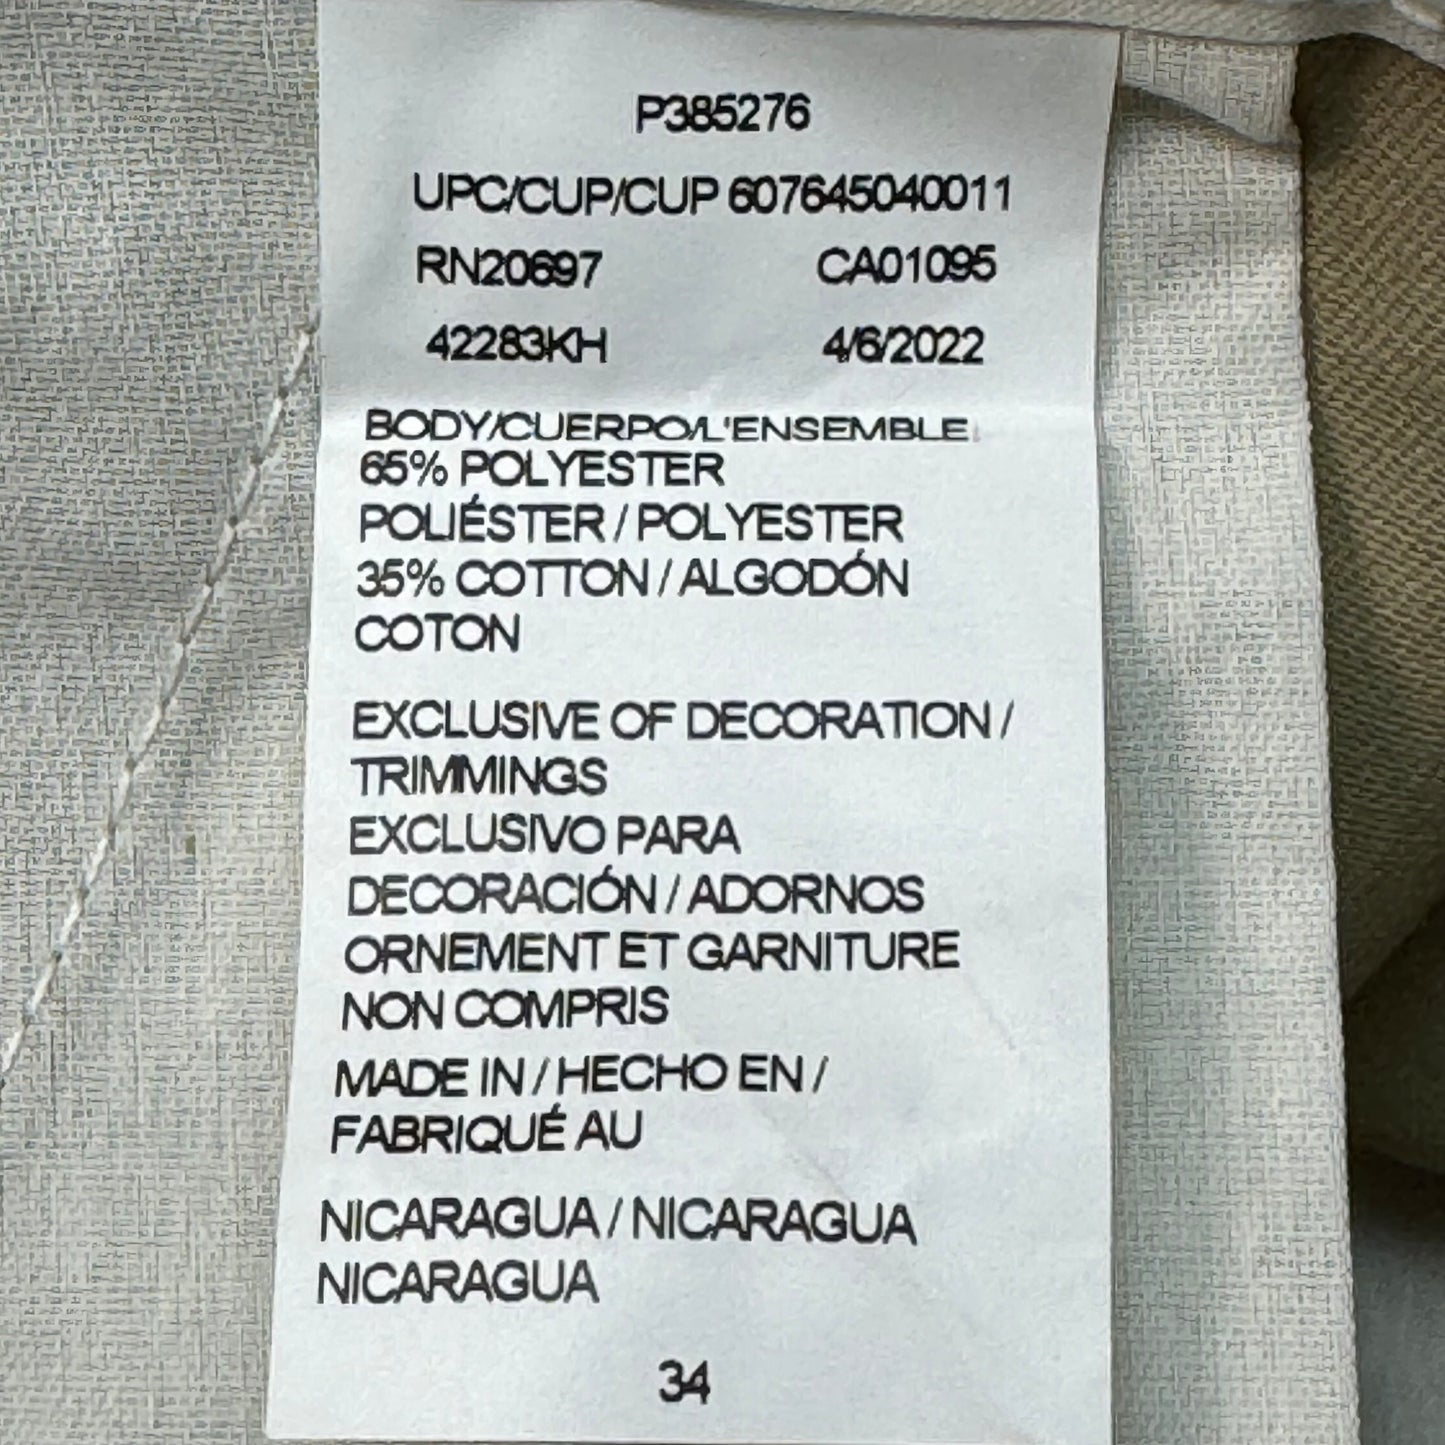 P385276
UPC/CUP/CUP 607645040011
RN20697 CA01095
42283KH 4/6/2022
BODY/CUERPO/L'ENSEMBLE
65% POLYESTER
POLIÉSTER / POLYESTER
35% COTTON / ALGODÓN
COTON
EXCLUSIVE OF DECORATION /
TRIMMINGS
EXCLUSIVO PARA
DECORACIÓN / ADORNOS
ORNEMENT ET GARNITURE
NON COMPRIS
MADE IN / HECHO EN /
FABRIQUÉ AU
NICARAGUA / NICARAGUA
NICARAGUA
34